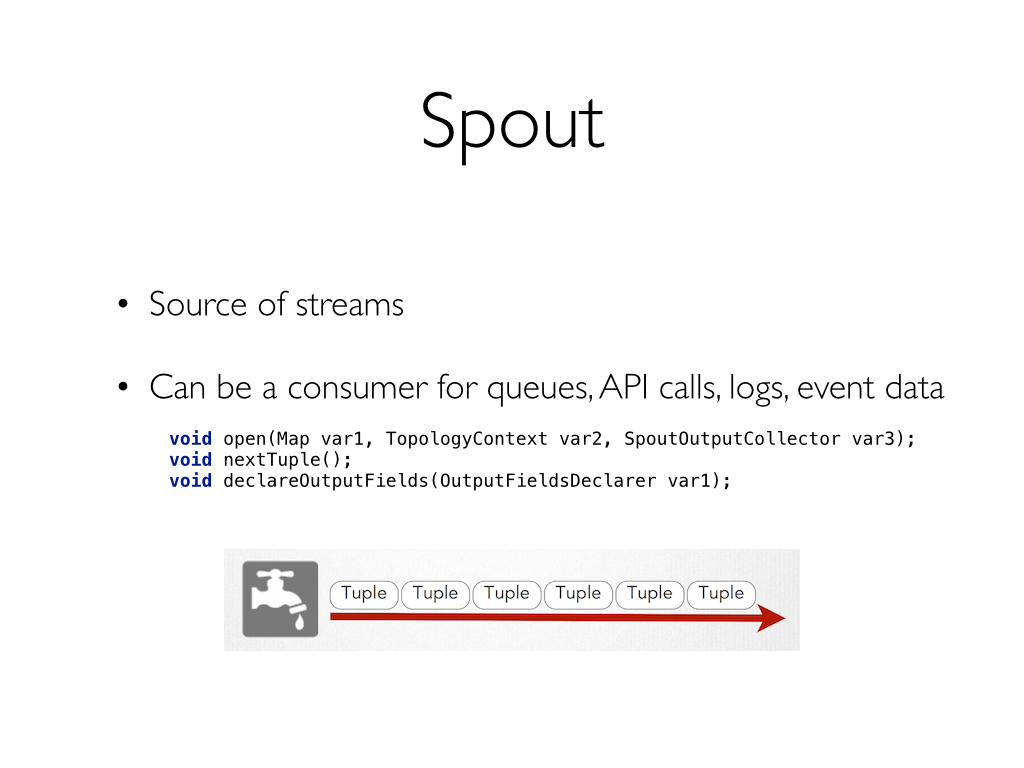 Spout
• Source of streams
• Can be a consumer for queues, API calls, logs, event data
void open(Map var1, TopologyContext var2, SpoutOutputCollector var3);
void nextTuple();
void declareOutputFields(OutputFieldsDeclarer var1);
Tuple Tuple Tuple Tuple Tuple Tuple